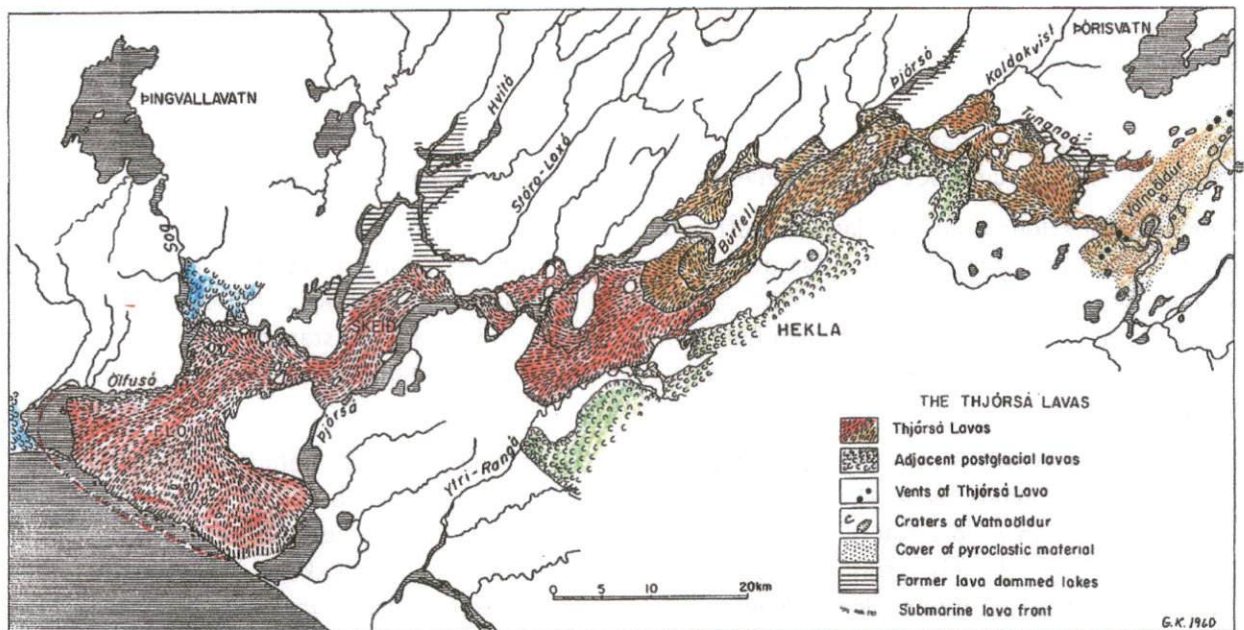 ÞINGVALLAVATN
Hvítá
Stóra-Laxá
Þjórsá
Kaldakvísl
ÞÓRISVATN
Tungnaá
Vatnaöldur
Sog
Búrfell
SKEID
HEKLA
Ölfusá
Þjórsá
Ytri-Rangá
THE THJÓRSÁ LAVAS
Thjórsá Lavas
Adjacent postglacial lavas
Vents of Thjórsá Lava
Craters of Vatnaöldur
Cover of pyroclastic material
Former lava dammed lakes
Submarine lava front
0 5 10 20km
G.K. 1960